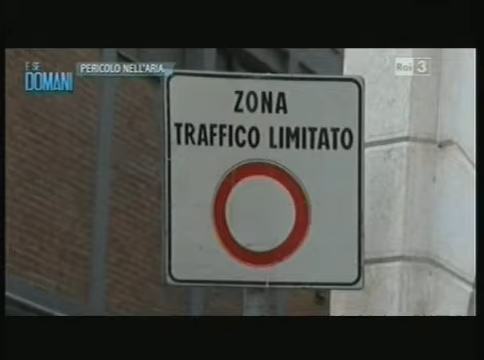 E SE
DOMANI
PERICOLO NELL'ARIA
Rai 3
ZONA
TRAFFICO LIMITATO